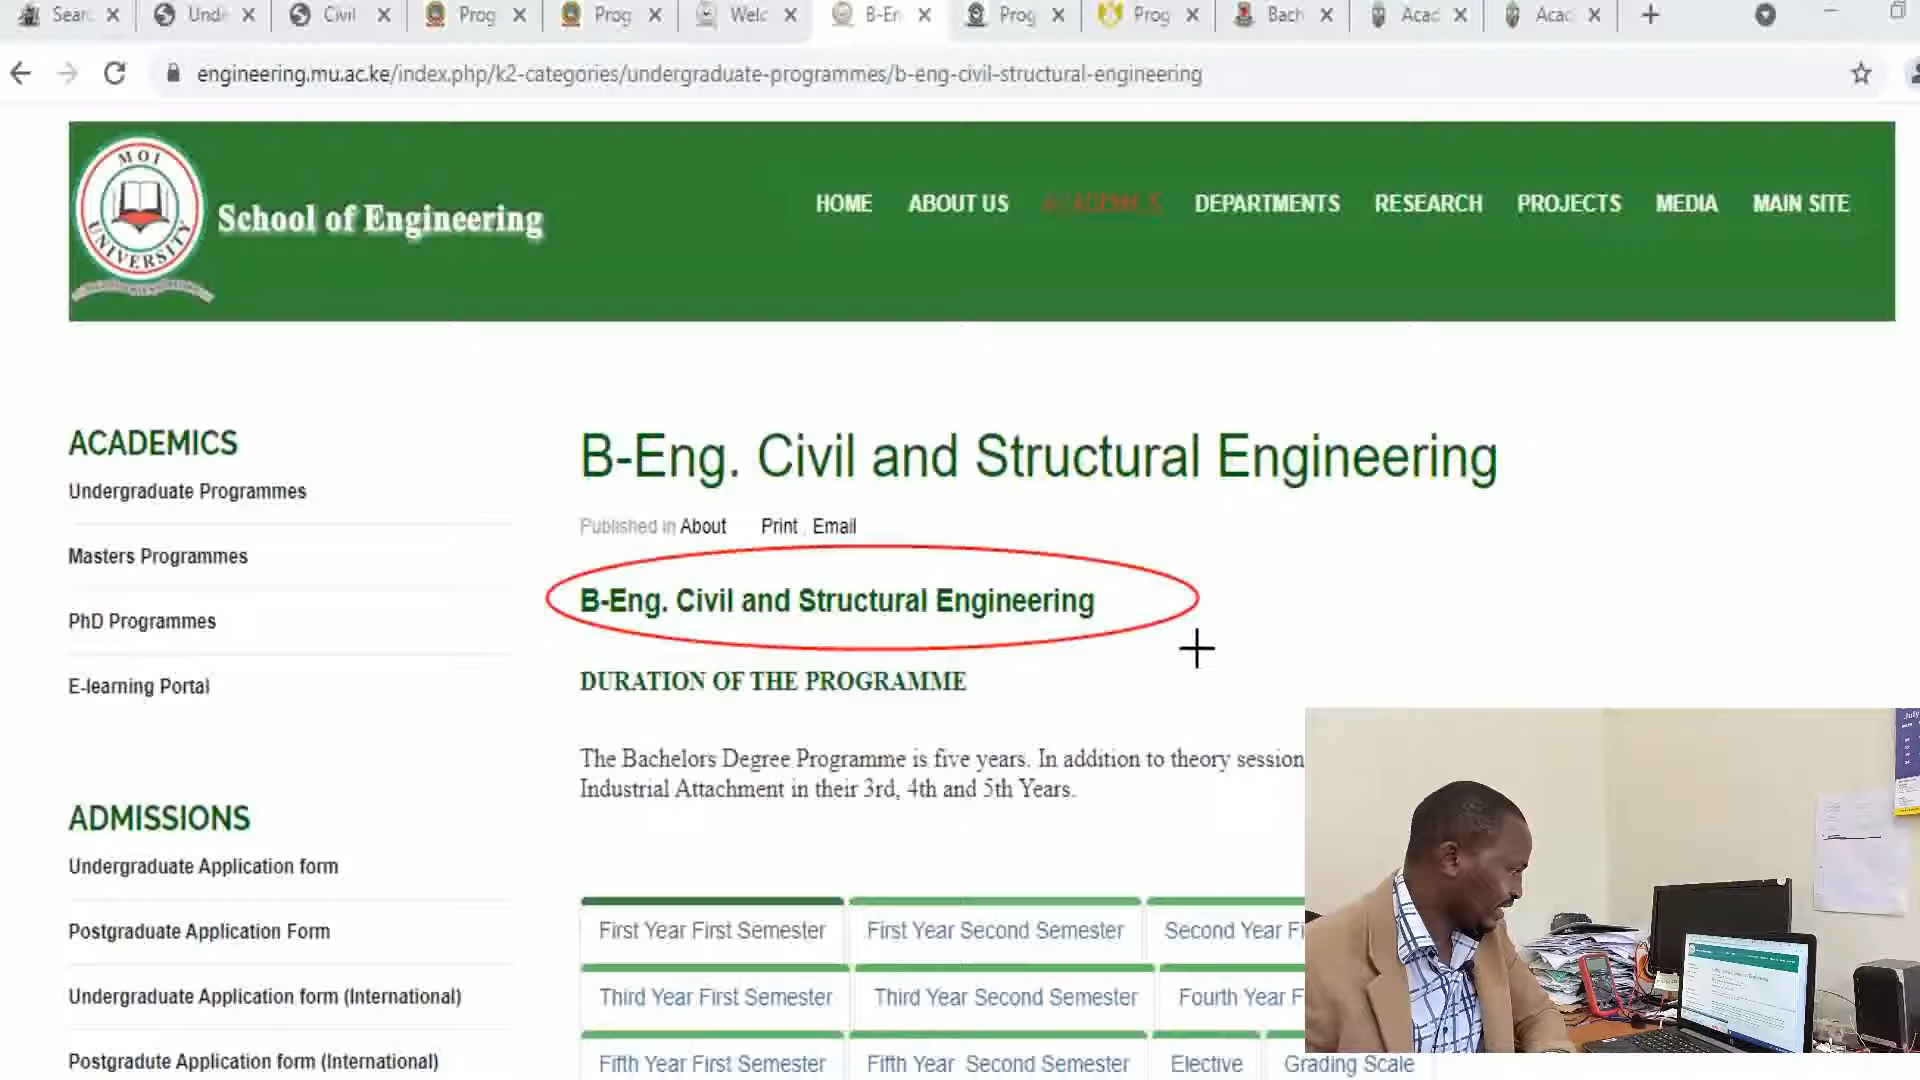 Sear
Und
Civil
Prog
Prog
Welc
B-En
Prog
Prog
Bach
Acac
Acac
engineering.mu.ac.ke/index.php/k2-categories/undergraduate-programmes/b-eng-civil-structural-engineering
MOI
UNIVERSITY
School of Engineering
HOME
ABOUT US
ACADEMICS
DEPARTMENTS
RESEARCH
PROJECTS
MEDIA
MAIN SITE
ACADEMICS
Undergraduate Programmes
Masters Programmes
PhD Programmes
E-learning Portal
ADMISSIONS
Undergraduate Application form
Postgraduate Application Form
Undergraduate Application form (International)
Postgradute Application form (International)
B-Eng. Civil and Structural Engineering
Published in About Print , Email
B-Eng. Civil and Structural Engineering
DURATION OF THE PROGRAMME
The Bachelors Degree Programme is five years. In addition to theory session
Industrial Attachment in their 3rd, 4th and 5th Years.
First Year First Semester
First Year Second Semester
Second Year Fi
Third Year First Semester
Third Year Second Semester
Fourth Year F
Fifth Year First Semester
Fifth Year Second Semester
Elective
Grading Scale
July